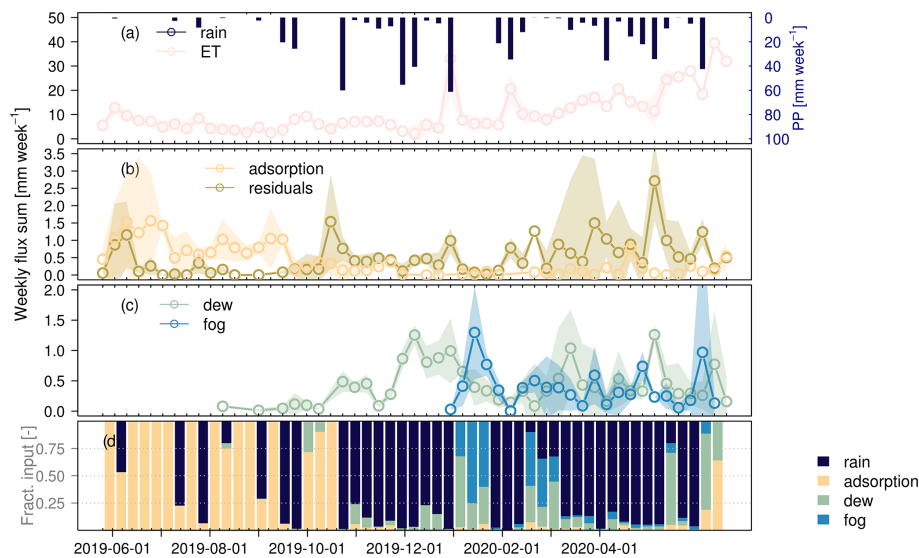 (a)
rain
ET
50
40
30
20
10
0
0
20
40
60
80
100
PP [mm week⁻¹]
Weekly flux sum [mm week⁻¹]
(b)
adsorption
residuals
3.5
3.0
2.5
2.0
1.5
1.0
0.5
0.0
(c)
dew
fog
2.0
1.5
1.0
0.5
0.0
(d
Fract. input [-]
0.75
0.50
0.25
2019-06-01 2019-08-01 2019-10-01 2019-12-01 2020-02-01 2020-04-01
rain
adsorption
dew
fog